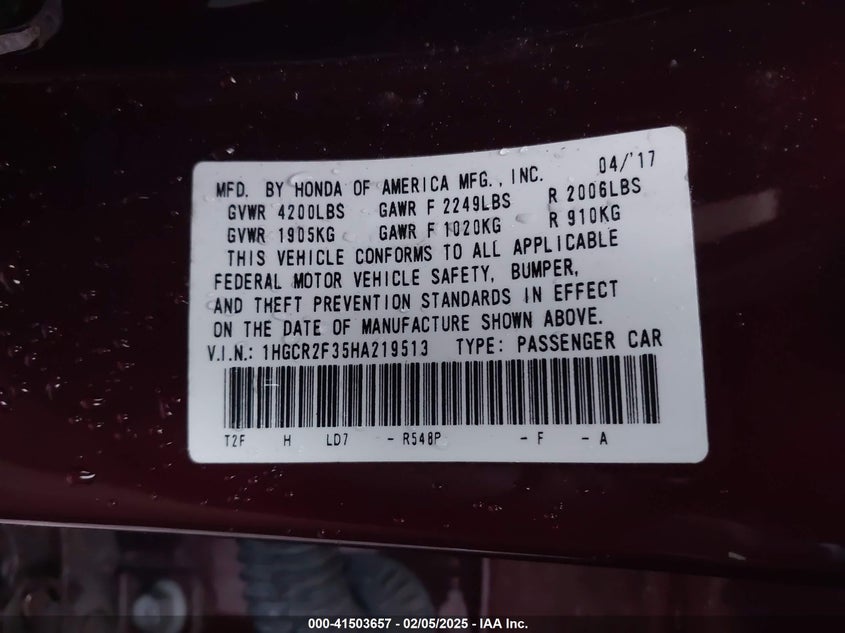 MFD. BY HONDA OF AMERICA MFG., INC. 04/'17
GVWR 4200LBS GAWR F 2249LBS R 2006LBS
GVWR 1905KG GAWR F 1020KG R 910KG
THIS VEHICLE CONFORMS TO ALL APPLICABLE
FEDERAL MOTOR VEHICLE SAFETY, BUMPER,
AND THEFT PREVENTION STANDARDS IN EFFECT
ON THE DATE OF MANUFACTURE SHOWN ABOVE.
V.I.N.: 1HGCR2F35HA219513 TYPE: PASSENGER CAR
T2F H LD7 - R548P - F - A
000-41503657 - 02/05/2025 - IAA Inc.